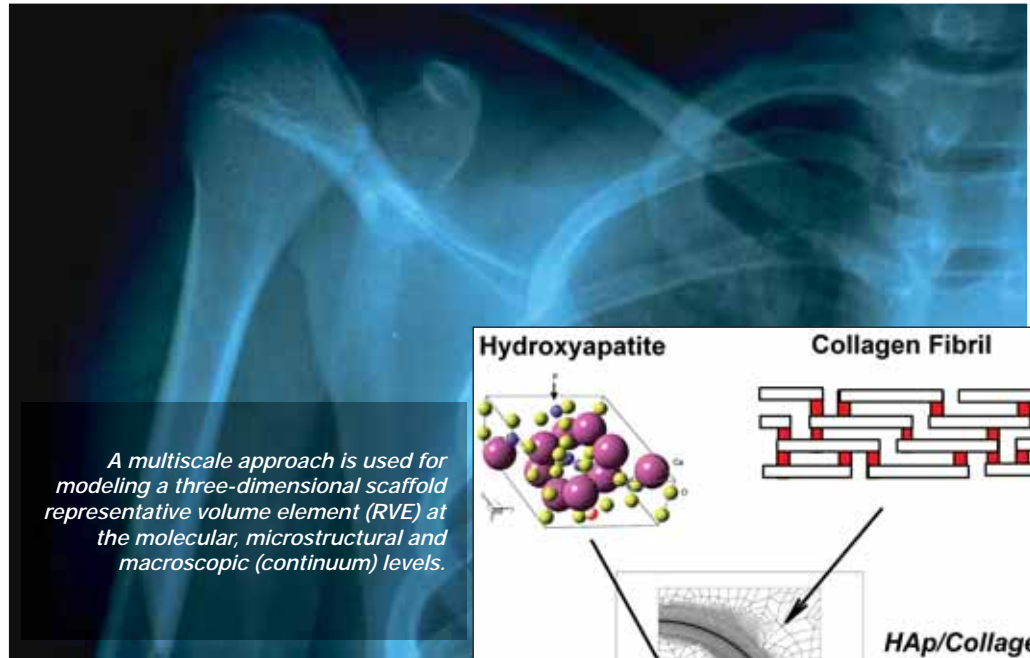 Hydroxyapatite
Collagen Fibril
P
Ca
O
A multiscale approach is used for
modeling a three-dimensional scaffold
representative volume element (RVE) at
the molecular, microstructural and
macroscopic (continuum) levels.
HAp/Collage